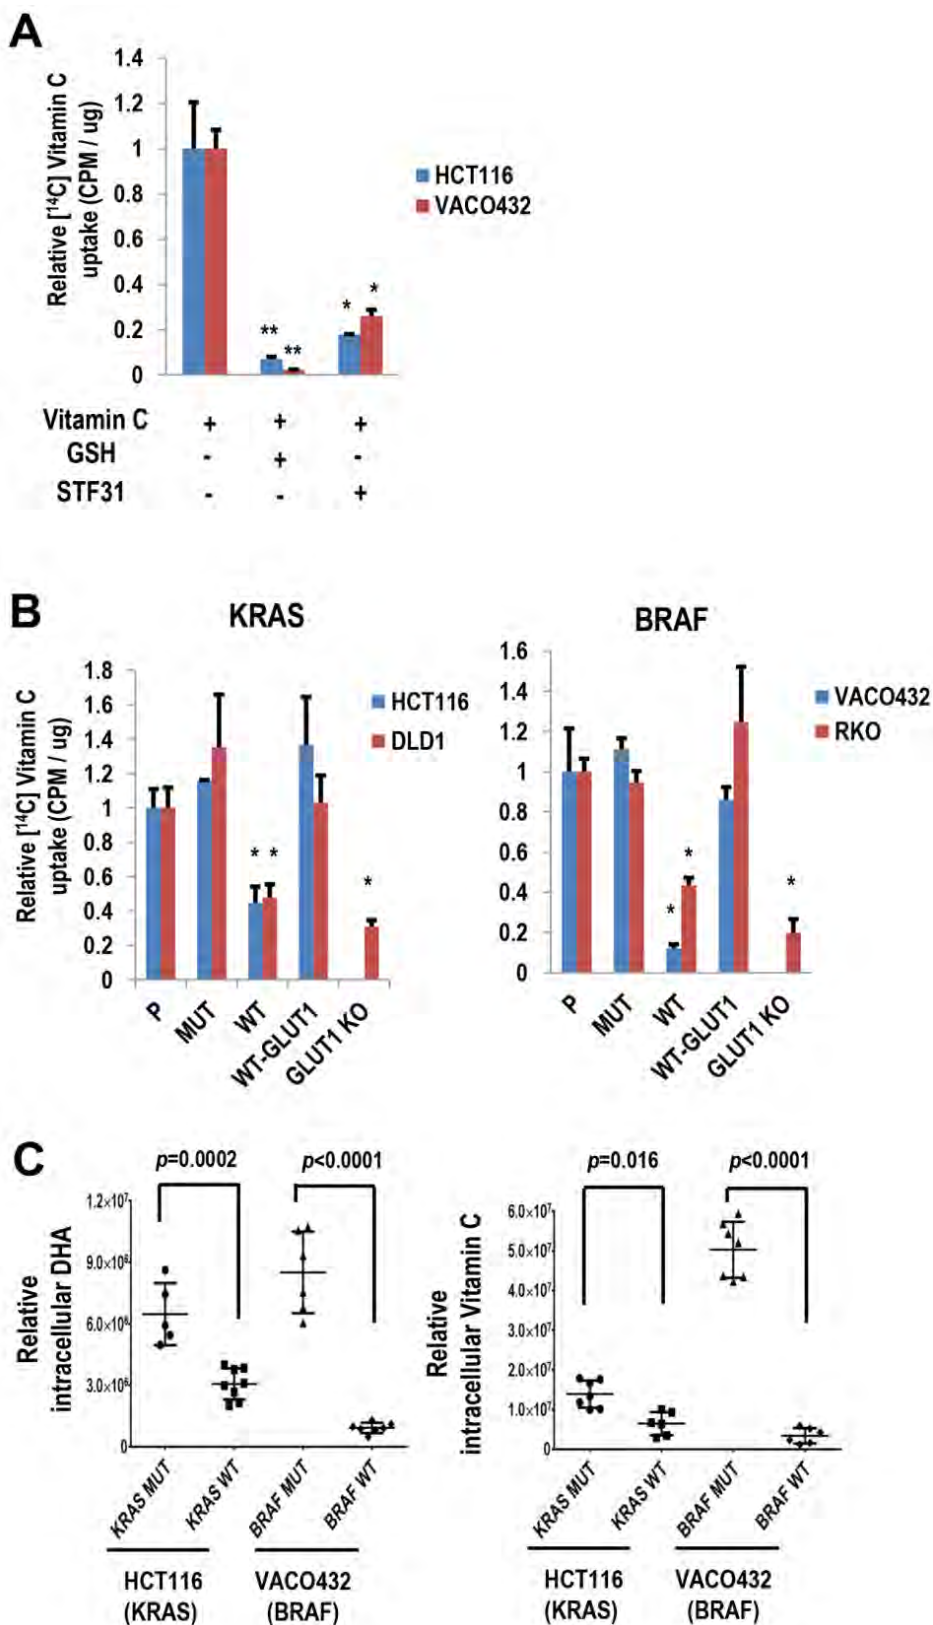 A
Relative [¹⁴C] Vitamin C
uptake (CPM / ug)
1.4
1.2
1
0.8
0.6
0.4
0.2
0
HCT116
VACO432
** ** * *
Vitamin C + + +
GSH - + -
STF31 - - +
B
KRAS
Relative [¹⁴C] Vitamin C
uptake (CPM / ug)
1.8
1.6
1.4
1.2
1
0.8
0.6
0.4
0.2
0
HCT116
DLD1
* * *
P MUT WT WT-GLUT1 GLUT1 KO
BRAF
1.6
1.4
1.2
1
0.8
0.6
0.4
0.2
0
VACO432
RKO
* * *
P MUT WT WT-GLUT1 GLUT1 KO
C
p=0.0002 p<0.0001
Relative
intracellular DHA
1.2×10⁷
9.0×10⁶
6.0×10⁶
3.0×10⁶
0
KRAS MUT KRAS WT BRAF MUT BRAF WT
HCT116 VACO432
(KRAS) (BRAF)
p=0.016 p<0.0001
Relative
intracellular Vitamin C
6.0×10⁷
5.0×10⁷
4.0×10⁷
3.0×10⁷
2.0×10⁷
1.0×10⁷
0
KRAS MUT KRAS WT BRAF MUT BRAF WT
HCT116 VACO432
(KRAS) (BRAF)